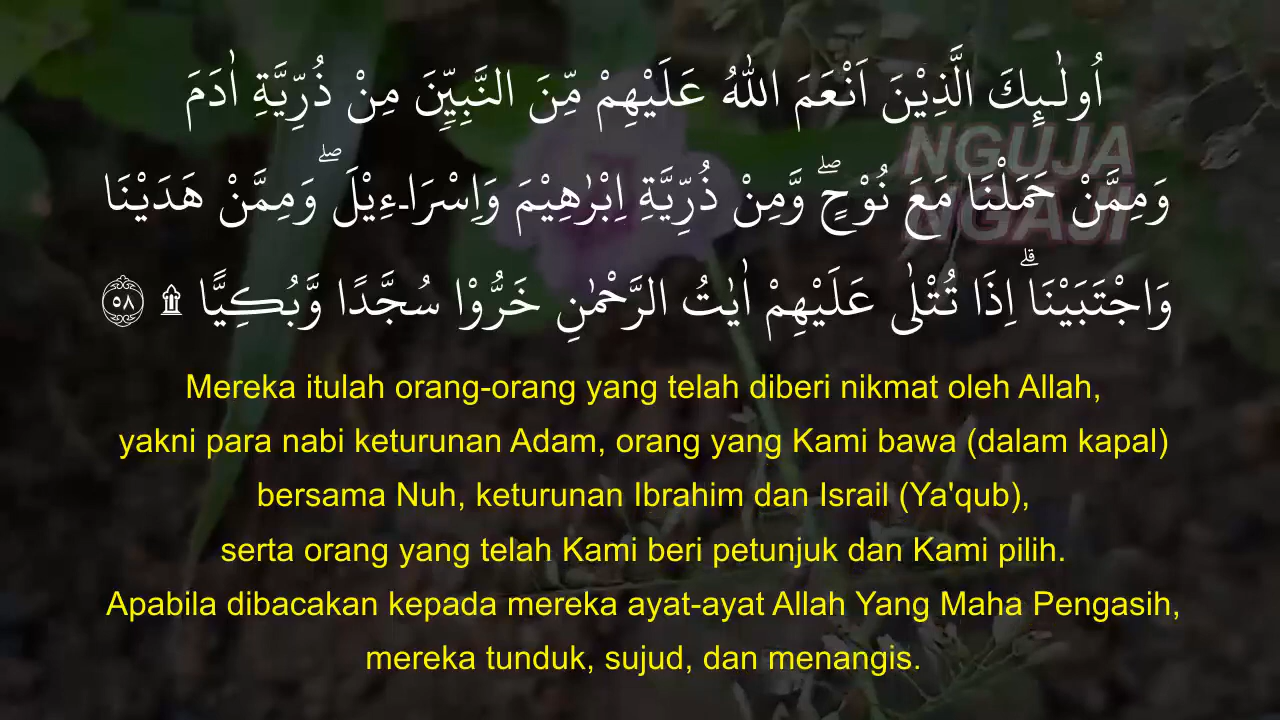 اُولٰۤىِٕكَ الَّذِيْنَ اَنْعَمَ اللّٰهُ عَلَيْهِمْ مِّنَ النَّبِيِّيْنَ مِنْ ذُرِّيَّةِ اٰدَمَ
NGUJA
وَمِمَّنْ حَمَلْنَا مَعَ نُوْحٍۖ وَّمِنْ ذُرِّيَّةِ اِبْرٰهِيْمَ وَاِسْرَاۤءِيْلَۖ وَمِمَّنْ هَدَيْنَا
NGAJI
وَاجْتَبَيْنَاۗ اِذَا تُتْلٰى عَلَيْهِمْ اٰيٰتُ الرَّحْمٰنِ خَرُّوْا سُجَّدًا وَّبُكِيًّا ۩ ٥٨
Mereka itulah orang-orang yang telah diberi nikmat oleh Allah,
yakni para nabi keturunan Adam, orang yang Kami bawa (dalam kapal)
bersama Nuh, keturunan Ibrahim dan Israil (Ya'qub),
serta orang yang telah Kami beri petunjuk dan Kami pilih.
Apabila dibacakan kepada mereka ayat-ayat Allah Yang Maha Pengasih,
mereka tunduk, sujud, dan menangis.